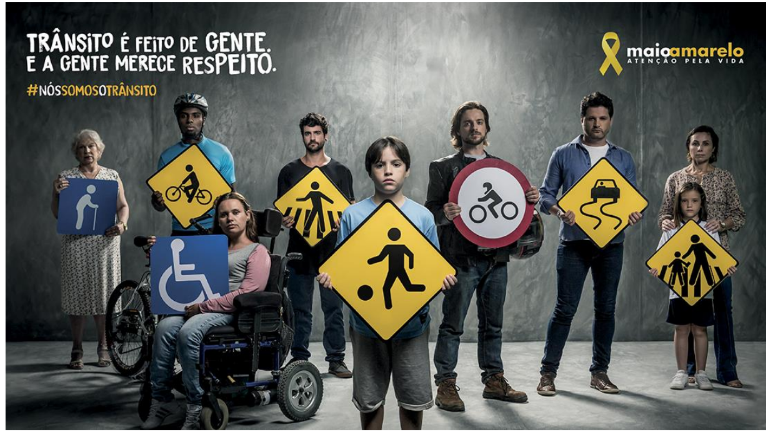 TRÂNSITO É FEITO DE GENTE.
E A GENTE MERECE RESPEITO.
#NÓSSOMOSOTRÂNSITO
maioamarelo
ATENÇÃO PELA VIDA